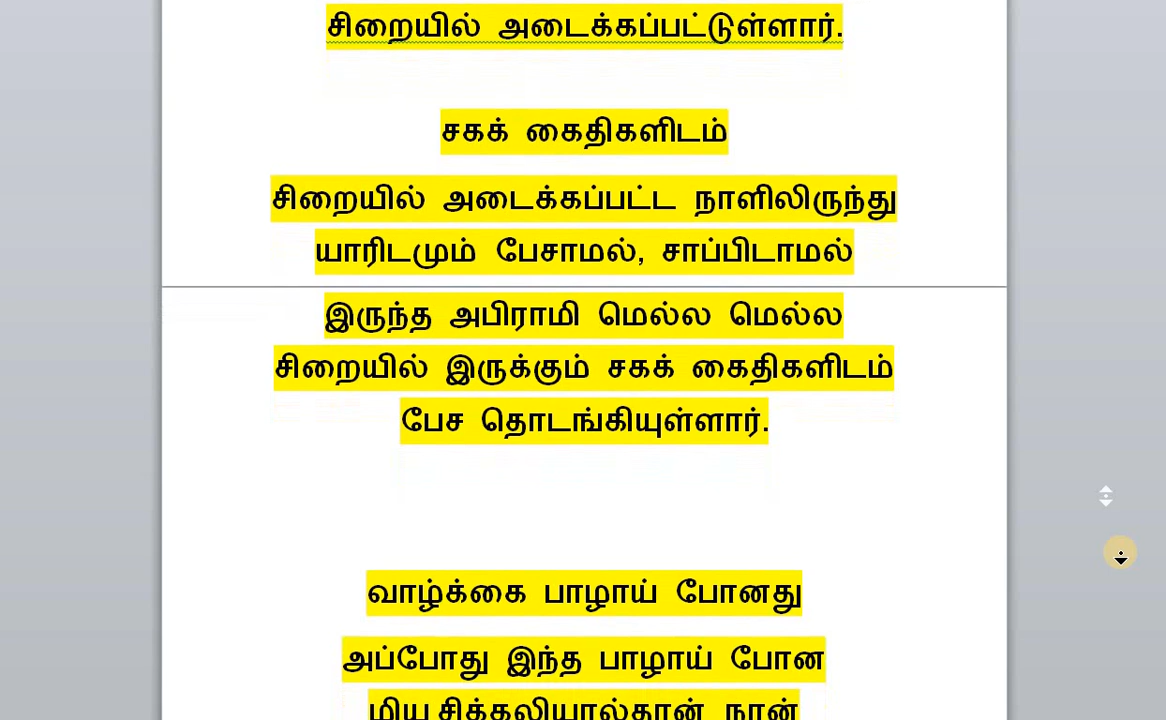 சிறையில் அடைக்கப்பட்டுள்ளார்.
சகக் கைதிகளிடம்
சிறையில் அடைக்கப்பட்ட நாளிலிருந்து
யாரிடமும் பேசாமல், சாப்பிடாமல்
இருந்த அபிராமி மெல்ல மெல்ல
சிறையில் இருக்கும் சகக் கைதிகளிடம்
பேச தொடங்கியுள்ளார்.
வாழ்க்கை பாழாய் போனது
அப்போது இந்த பாழாய் போன
மியூசிக்கலியால்தான் நான்